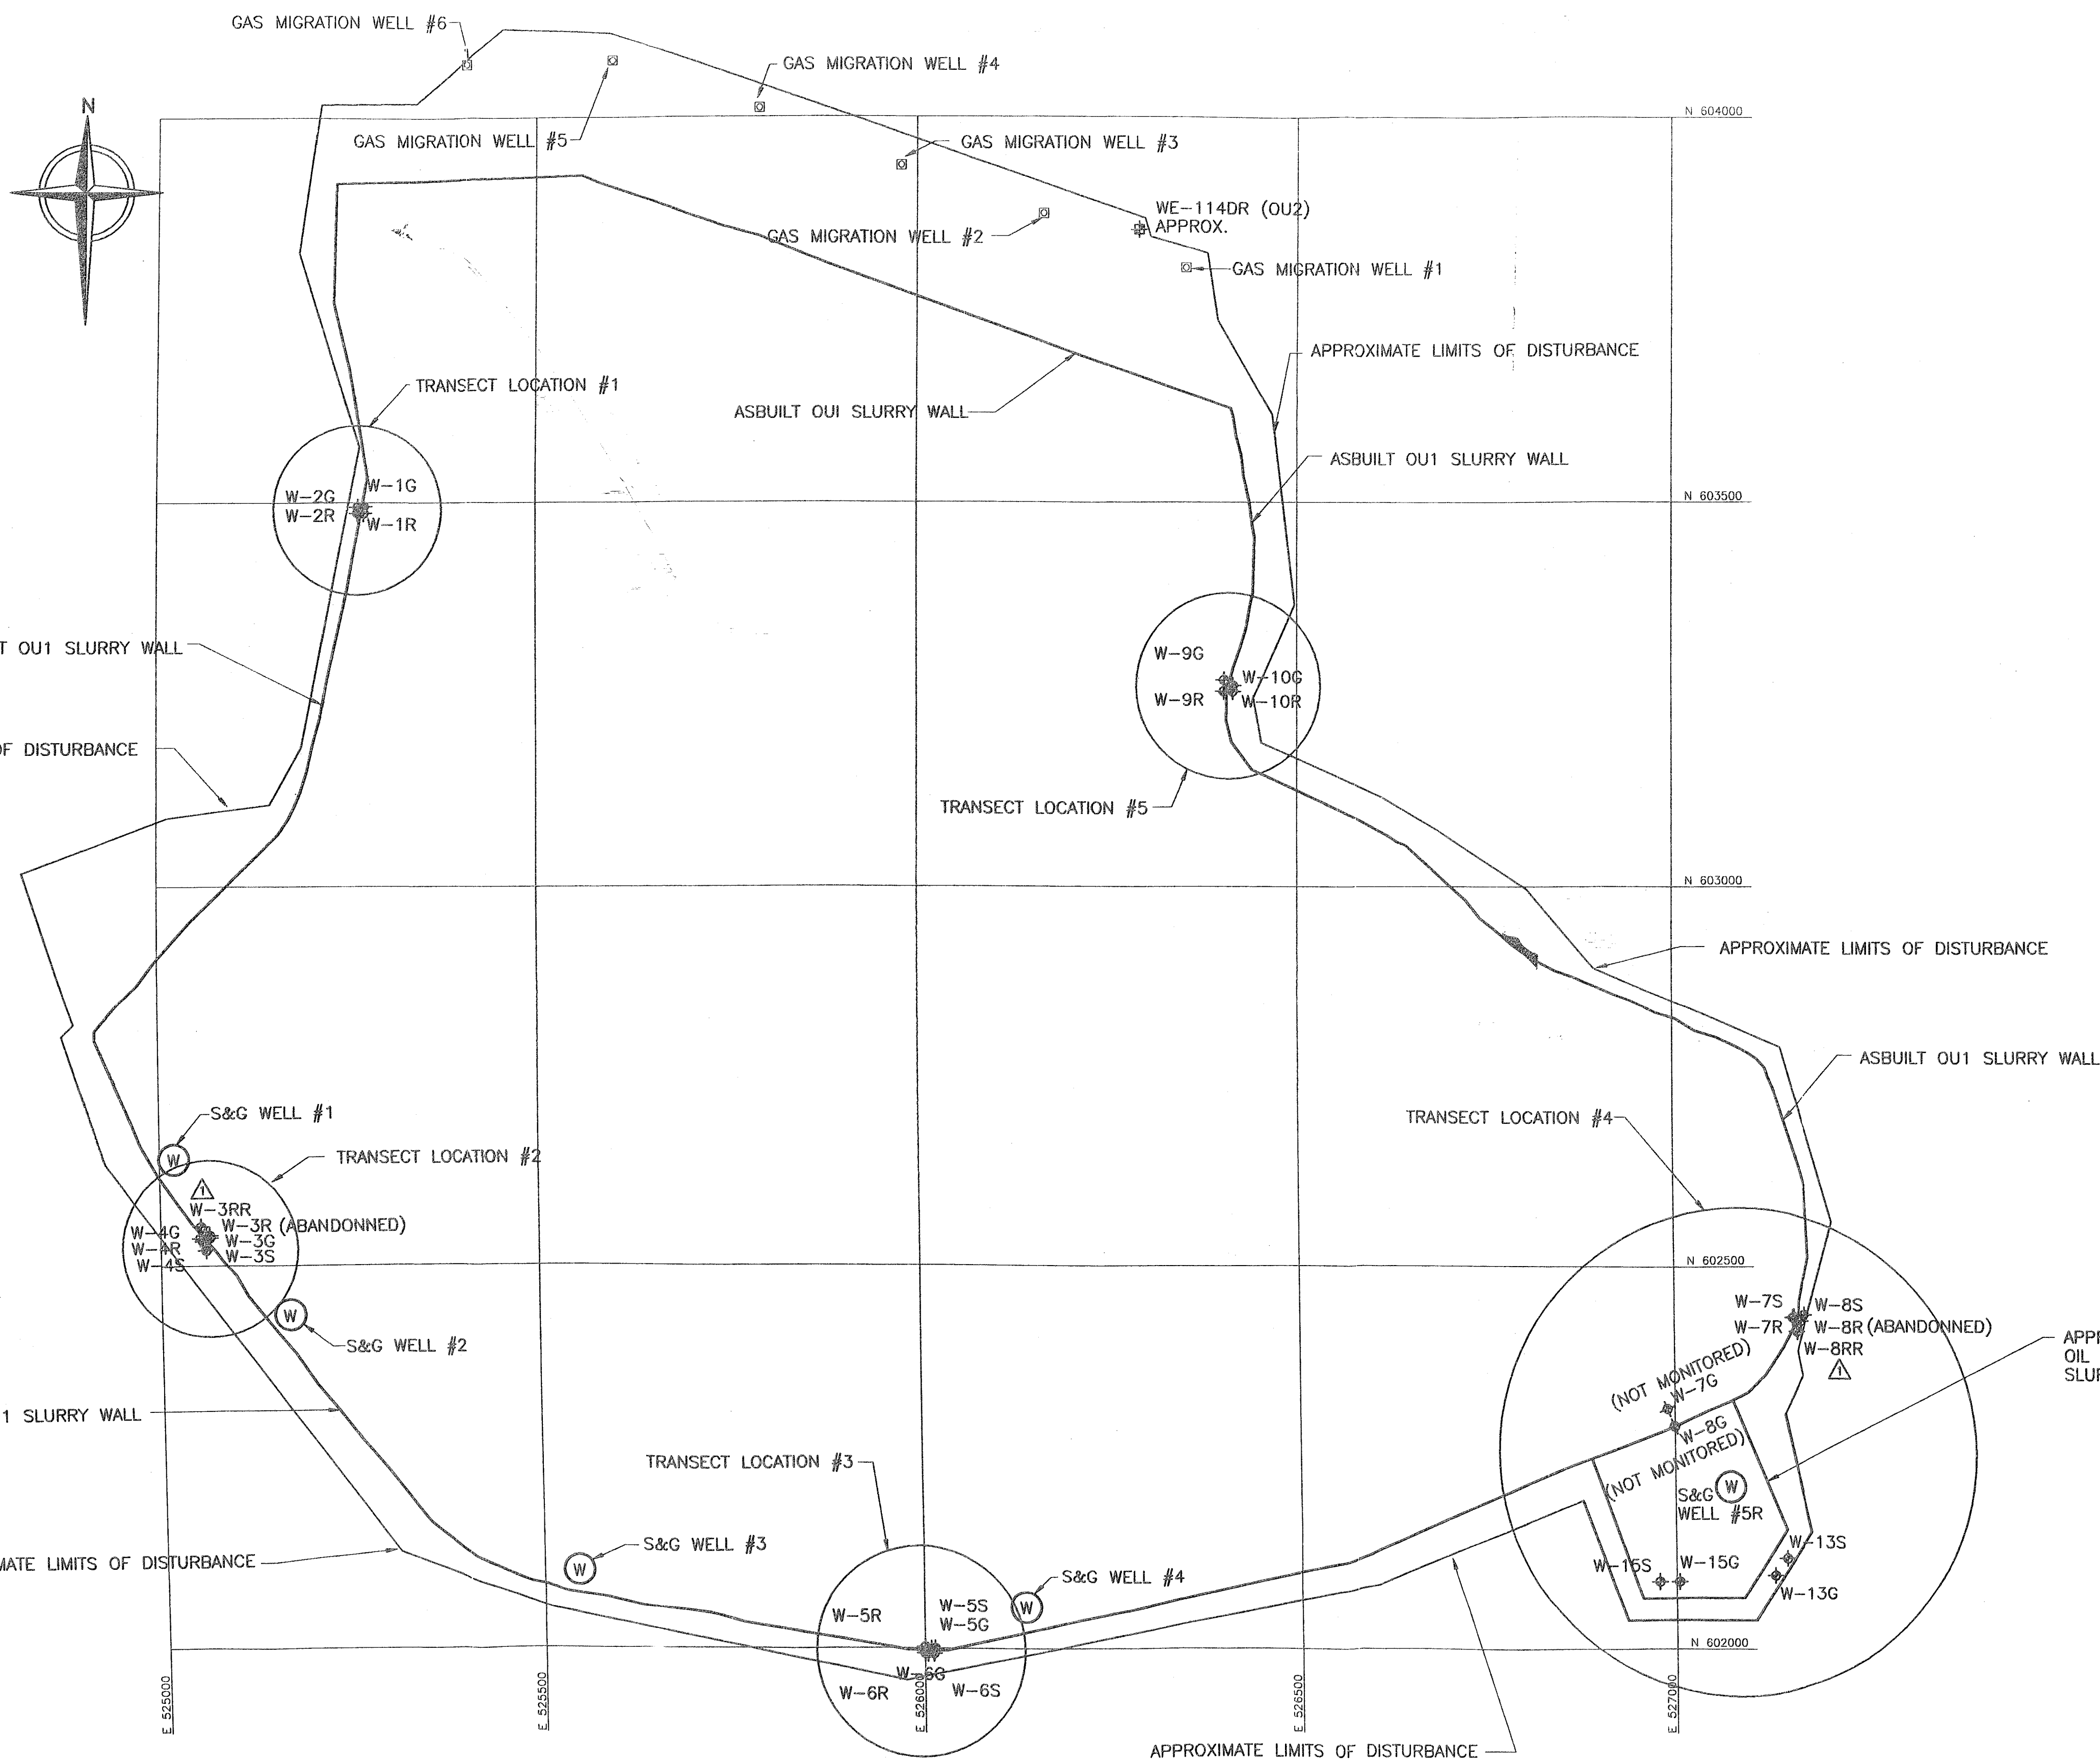 GAS MIGRATION WELL #6
GAS MIGRATION WELL #4
N
N 604000
GAS MIGRATION WELL #5
GAS MIGRATION WELL #3
WE-114DR (OU2)
APPROX.
GAS MIGRATION WELL #2
GAS MIGRATION WELL #1
APPROXIMATE LIMITS OF DISTURBANCE
TRANSECT LOCATION #1
ASBUILT OU1 SLURRY WALL
ASBUILT OU1 SLURRY WALL
W-1G
W-2G
N 603500
W-2R
W-1R
T OU1 SLURRY WALL
W-9G
W-10G
W-9R
W-10R
OF DISTURBANCE
TRANSECT LOCATION #5
N 603000
APPROXIMATE LIMITS OF DISTURBANCE
ASBUILT OU1 SLURRY WALL
S&G WELL #1
TRANSECT LOCATION #4
W
TRANSECT LOCATION #2
1
W-3RR
W-3R (ABANDONNED)
W-4G
W-3G
W-4R
W-3S
W-4S
N 602500
W
S&G WELL #2
W-7S
W-8S
W-7R
W-8R (ABANDONNED)
W-8RR
1
APP
OIL
SLUR
(NOT MONITORED)
W-7G
1 SLURRY WALL
W-8G
(NOT MONITORED)
TRANSECT LOCATION #3
S&G
WELL #5R
W
W-13S
S&G WELL #3
W
MATE LIMITS OF DISTURBANCE
W-15S
W-15G
W-13G
S&G WELL #4
W
W-5R
W-5S
W-5G
N 602000
W-6G
W-6R
W-6S
E 525000
E 525500
E 526000
E 526500
E 527000
APPROXIMATE LIMITS OF DISTURBANCE